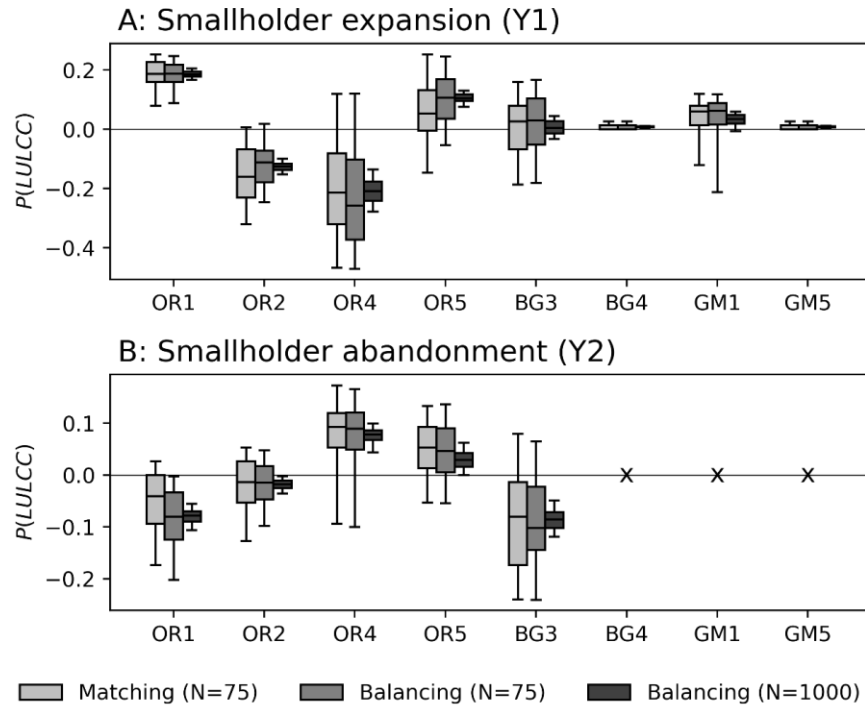 A: Smallholder expansion (Y1)
P(LULCC)
0.2
0.0
−0.2
−0.4
OR1 OR2 OR4 OR5 BG3 BG4 GM1 GM5
B: Smallholder abandonment (Y2)
P(LULCC)
0.1
0.0
−0.1
−0.2
X X X
OR1 OR2 OR4 OR5 BG3 BG4 GM1 GM5
Matching (N=75) Balancing (N=75) Balancing (N=1000)